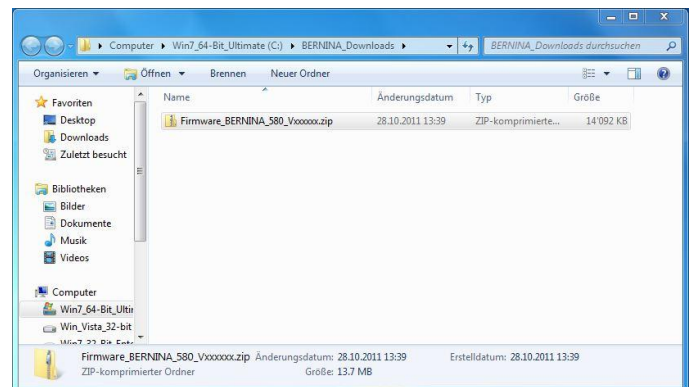 Computer Win7_64-Bit_Ultimate (C:) BERNINA_Downloads BERNINA_Downloads durchsuchen
Organisieren Öffnen Brennen Neuer Ordner
Favoriten
Desktop
Downloads
Zuletzt besucht
Bibliotheken
Bilder
Dokumente
Musik
Videos
Computer
Win7_64-Bit_Ultir
Win_Vista_32-bit
Name Änderungsdatum Typ Größe
Firmware_BERNINA_580_Vxxxxxx.zip 28.10.2011 13:39 ZIP-komprimierte... 14'092 KB
Firmware_BERNINA_580_Vxxxxxx.zip Änderungsdatum: 28.10.2011 13:39 Erstelldatum: 28.10.2011 13:39
ZIP-komprimierter Ordner Größe: 13.7 MB